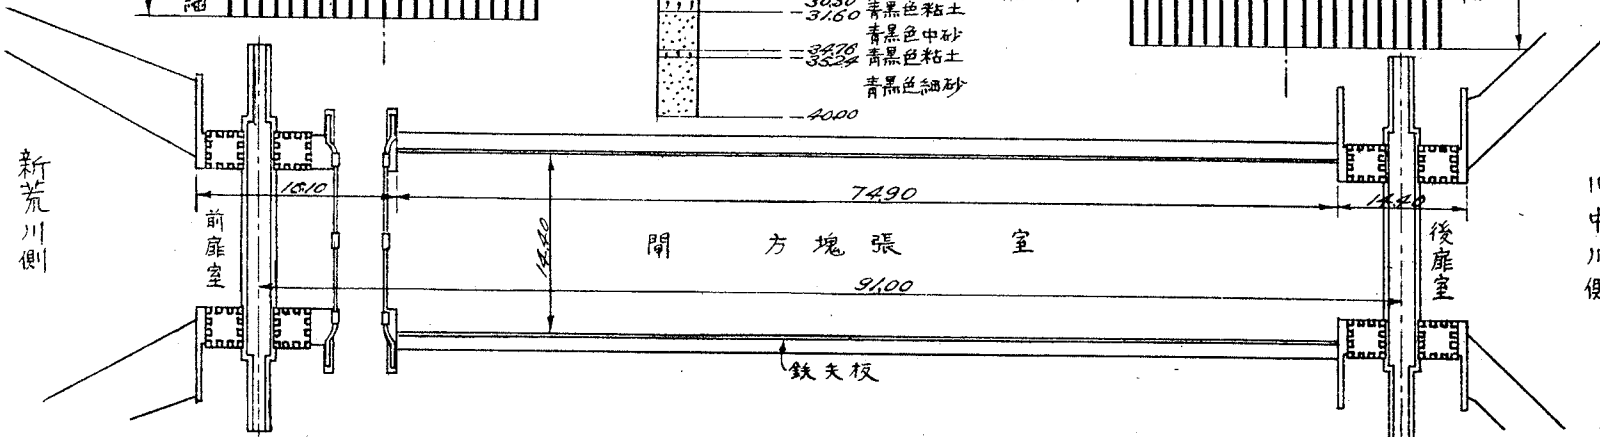 細
30.30
31.60 青黒色粘土
青黒色中砂
34.76
35.24 青黒色粘土
青黒色細砂
40.00
新荒川側
前扉室
16.10
74.90
14.40
14.40
閘 方塊張 室
91.00
鉄矢板
後扉室
中川側